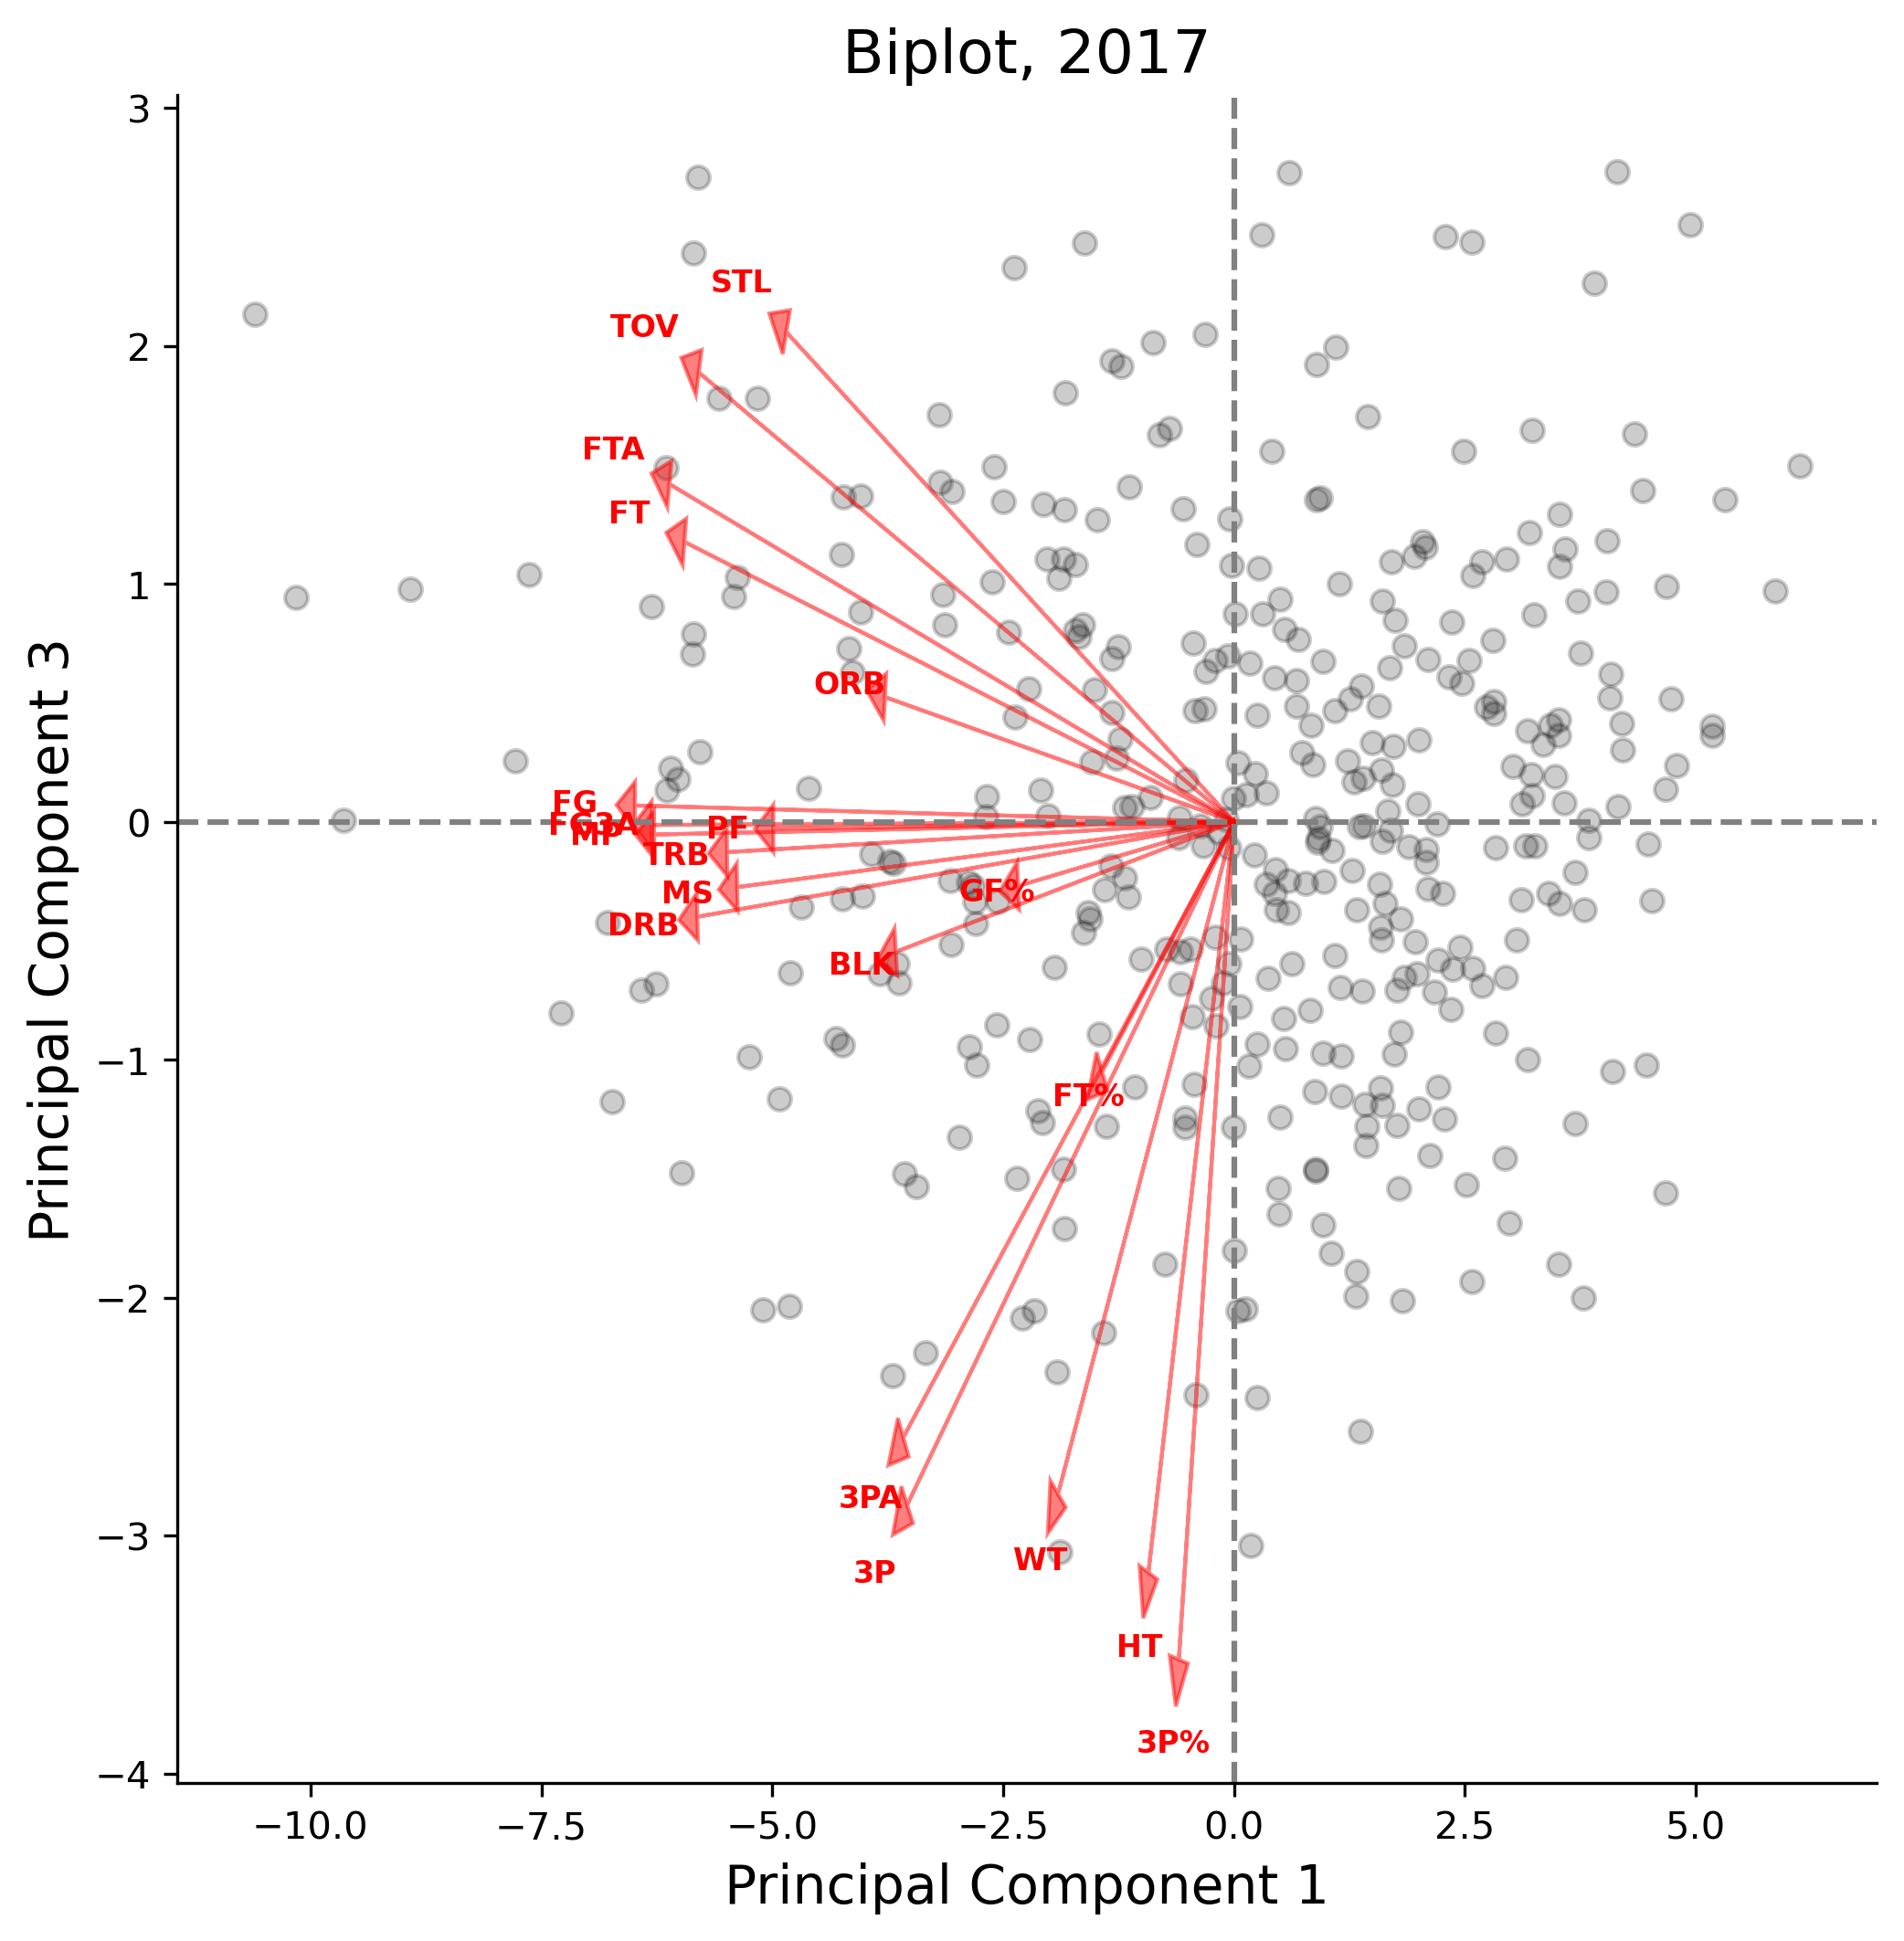 Biplot, 2017
3
2
1
0
−1
−2
−3
−4
Principal Component 3
STL
TOV
FTA
FT
ORB
FG
MP
PF
TRB
MS
GF%
DRB
BLK
FT%
3PA
3P
WT
HT
3P%
−10.0 −7.5 −5.0 −2.5 0.0 2.5 5.0
Principal Component 1